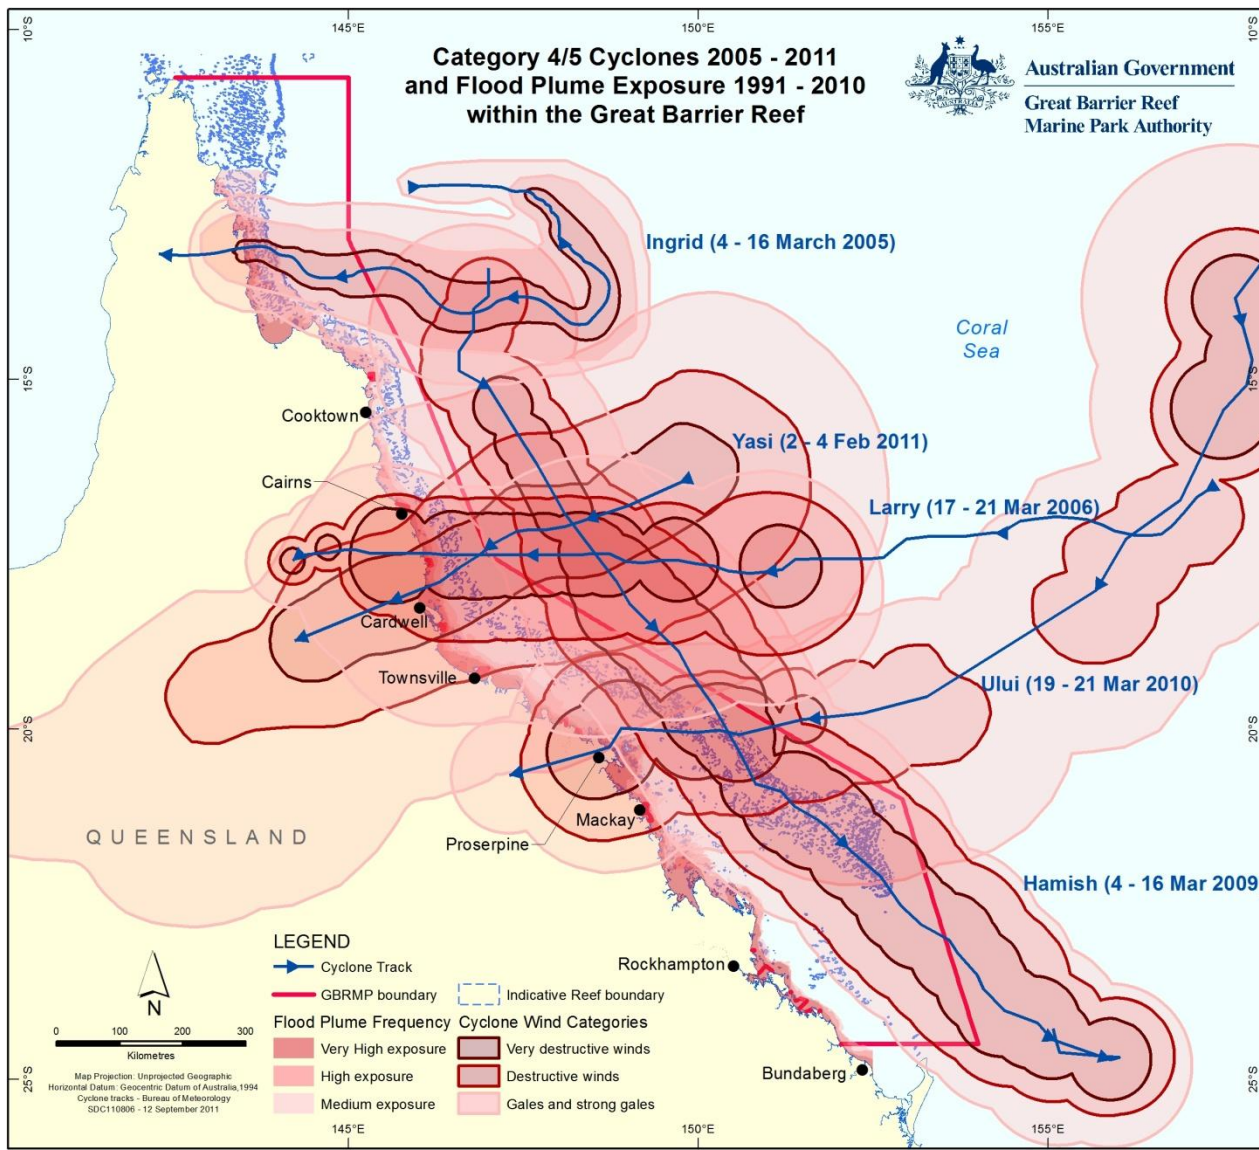 145°E
150°E
155°E
10°S
10°S
Category 4/5 Cyclones 2005 - 2011
and Flood Plume Exposure 1991 - 2010
within the Great Barrier Reef
AUSTRALIA
Australian Government
Great Barrier Reef
Marine Park Authority
Ingrid (4 - 16 March 2005)
Coral
Sea
15°S
15°S
Cooktown
Yasi (2 - 4 Feb 2011)
Cairns
Larry (17 - 21 Mar 2006)
Cardwell
Townsville
Ului (19 - 21 Mar 2010)
20°S
20°S
Mackay
QUEENSLAND
Proserpine
Hamish (4 - 16 Mar 2009
Rockhampton
Bundaberg
25°S
25°S
N
0 100 200 300
Kilometres
Map Projection: Unprojected Geographic
Horizontal Datum: Geocentric Datum of Australia,1994
Cyclone tracks - Bureau of Meteorology
SDC110806 - 12 September 2011
LEGEND
Cyclone Track
GBRMP boundary
Indicative Reef boundary
Flood Plume Frequency
Very High exposure
High exposure
Medium exposure
Cyclone Wind Categories
Very destructive winds
Destructive winds
Gales and strong gales
145°E
150°E
155°E